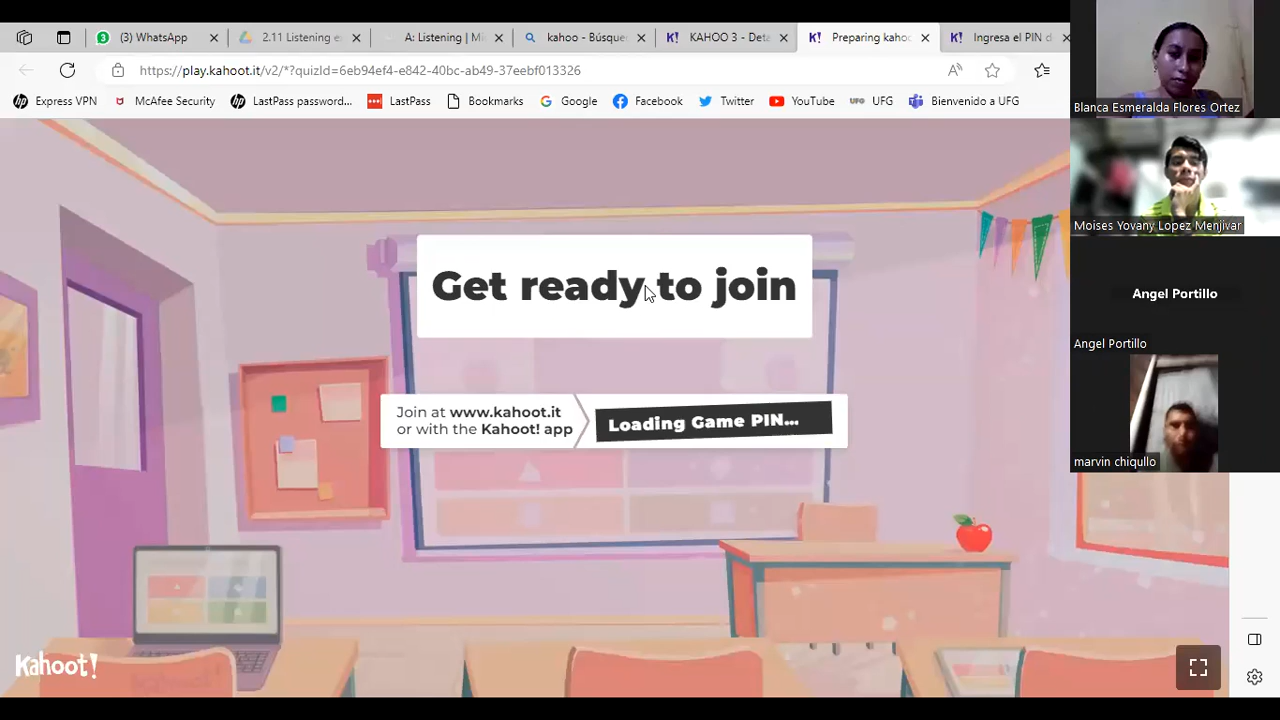 (3) WhatsApp
2.11 Listening e
A: Listening | Mi
kahoo - Búsque
KAHOO 3 - Deta
Preparing kahoo
Ingresa el PIN d
https://play.kahoot.it/v2/*?quizId=6eb94ef4-e842-40bc-ab49-37eebf013326
Express VPN
McAfee Security
LastPass password...
LastPass
Bookmarks
Google
Facebook
Twitter
YouTube
UFG
Bienvenido a UFG
Get ready to join
Join at www.kahoot.it
or with the Kahoot! app
Loading Game PIN...
Kahoot!
Blanca Esmeralda Flores Ortez
Moises Yovany Lopez Menjivar
Angel Portillo
Angel Portillo
marvin chiqullo